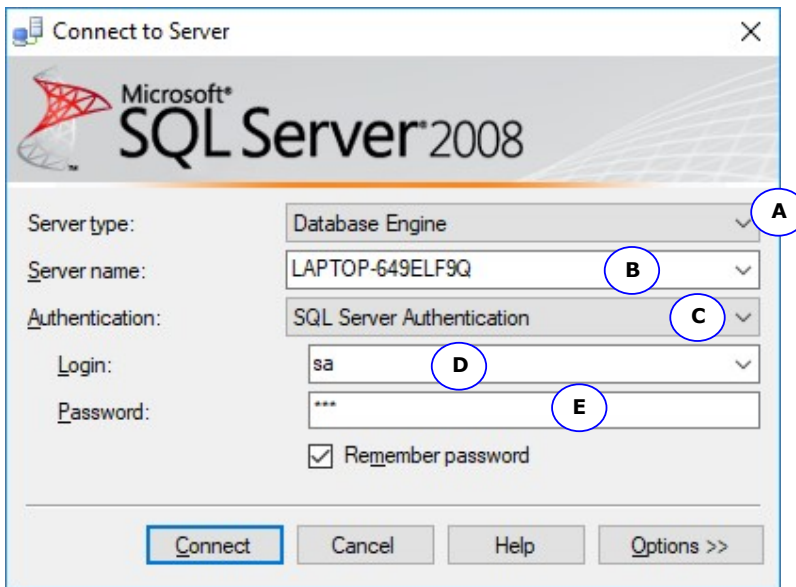 Connect to Server
Microsoft®
SQL Server® 2008
™
Server type: Database Engine A
Server name: LAPTOP-649ELF9Q B
Authentication: SQL Server Authentication C
Login: sa D
Password: *** E
Remember password
Connect Cancel Help Options >>